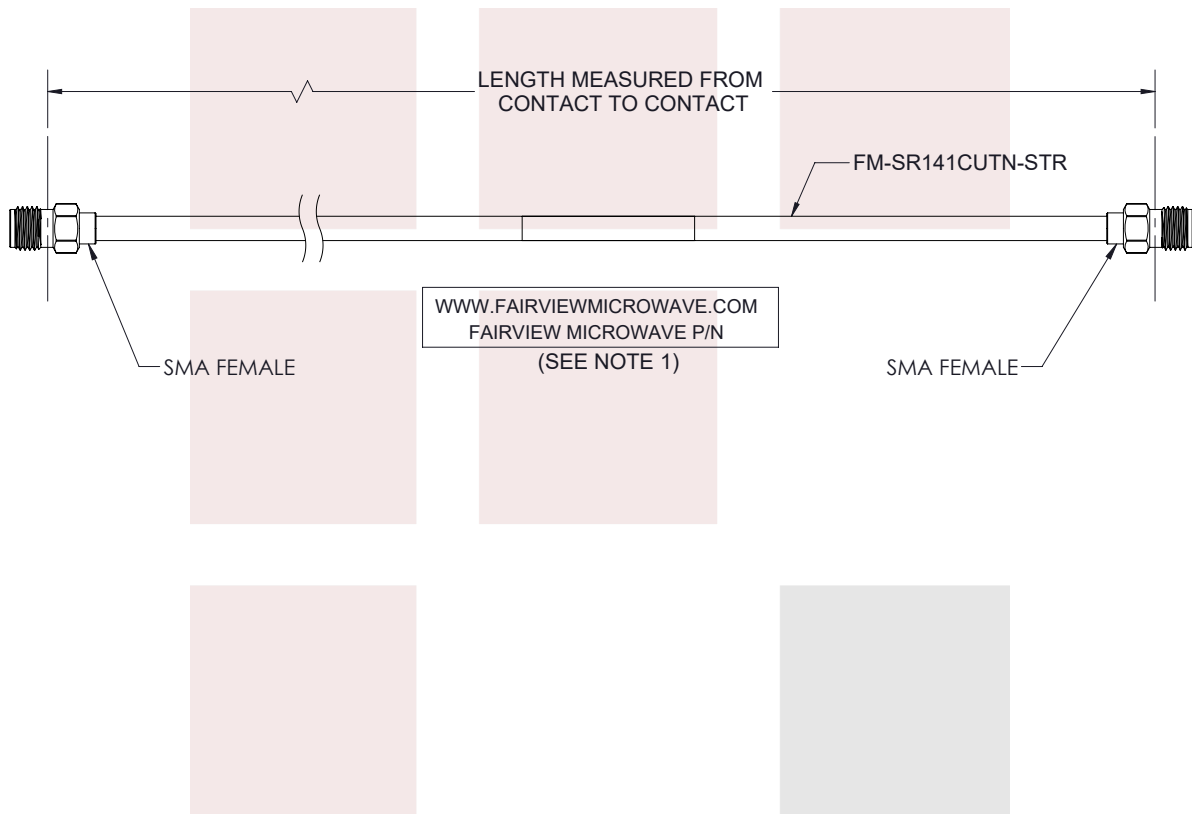 LENGTH MEASURED FROM
CONTACT TO CONTACT
FM-SR141CUTN-STR
WWW.FAIRVIEWMICROWAVE.COM
FAIRVIEW MICROWAVE P/N
(SEE NOTE 1)
SMA FEMALE
SMA FEMALE